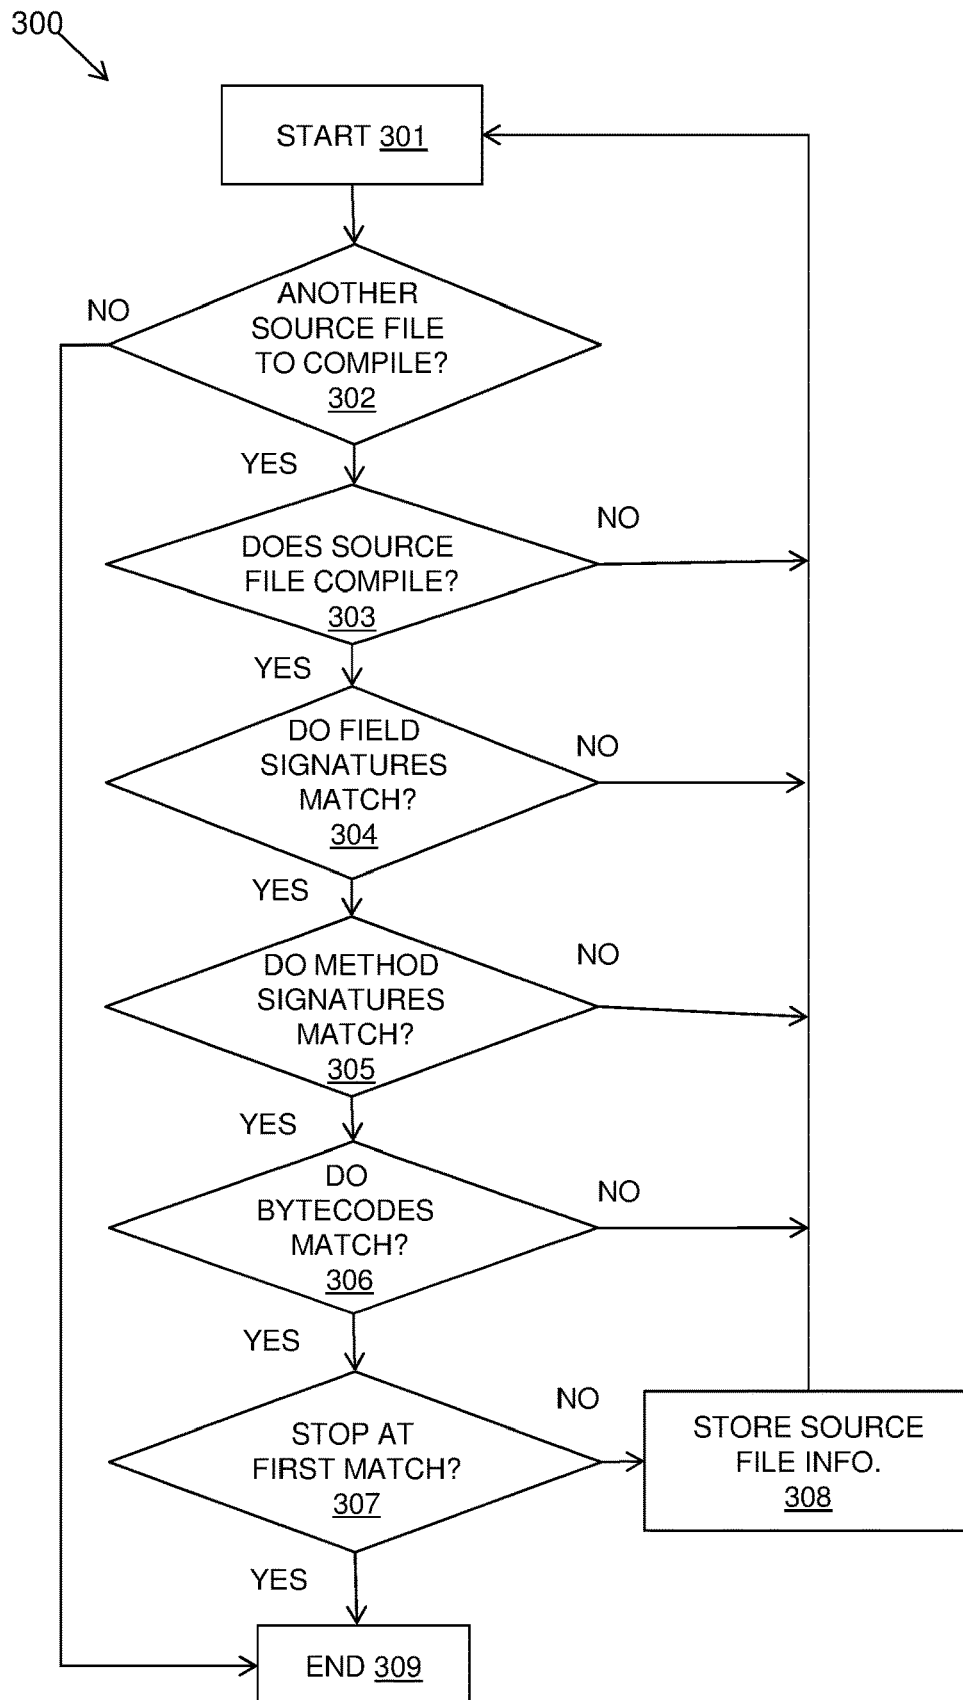 300
START 301
NO
ANOTHER
SOURCE FILE
TO COMPILE?
302
YES
NO
DOES SOURCE
FILE COMPILE?
303
YES
DO FIELD
SIGNATURES
MATCH?
304
NO
YES
DO METHOD
SIGNATURES
MATCH?
305
NO
YES
DO
BYTECODES
MATCH?
306
NO
YES
STOP AT
FIRST MATCH?
307
NO
STORE SOURCE
FILE INFO.
308
YES
END 309